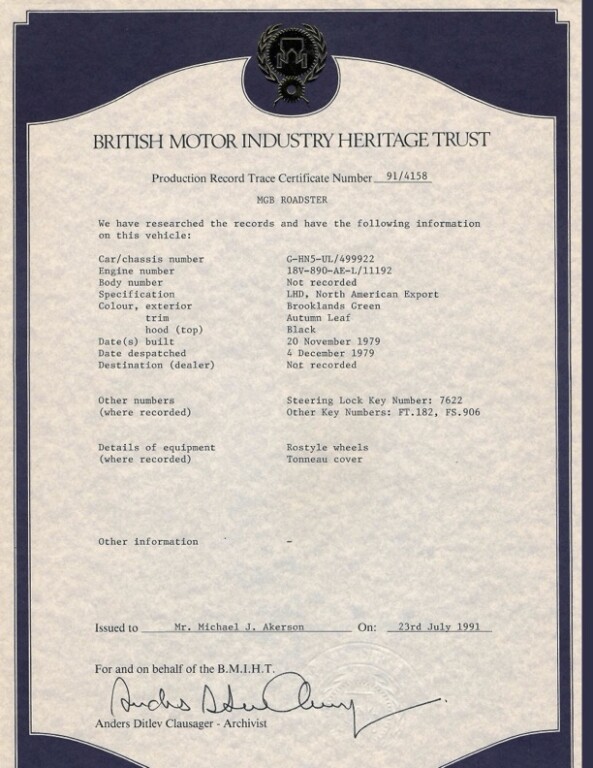 BRITISH MOTOR INDUSTRY HERITAGE TRUST
Production Record Trace Certificate Number 91/4158
MGB ROADSTER
We have researched the records and have the following information
on this vehicle:
Car/chassis number G-HN5-UL/499922
Engine number 18V-890-AE-L/11192
Body number Not recorded
Specification LHD, North American Export
Colour, exterior Brooklands Green
trim Autumn Leaf
hood (top) Black
Date(s) built 20 November 1979
Date despatched 4 December 1979
Destination (dealer) Not recorded
Other numbers Steering Lock Key Number: 7622
(where recorded) Other Key Numbers: FT.182, FS.906
Details of equipment Rostyle wheels
(where recorded) Tonneau cover
Other information -
Issued to Mr. Michael J. Akerson On: 23rd July 1991
For and on behalf of the B.M.I.H.T.
Anders Ditlev Clausager - Archivist